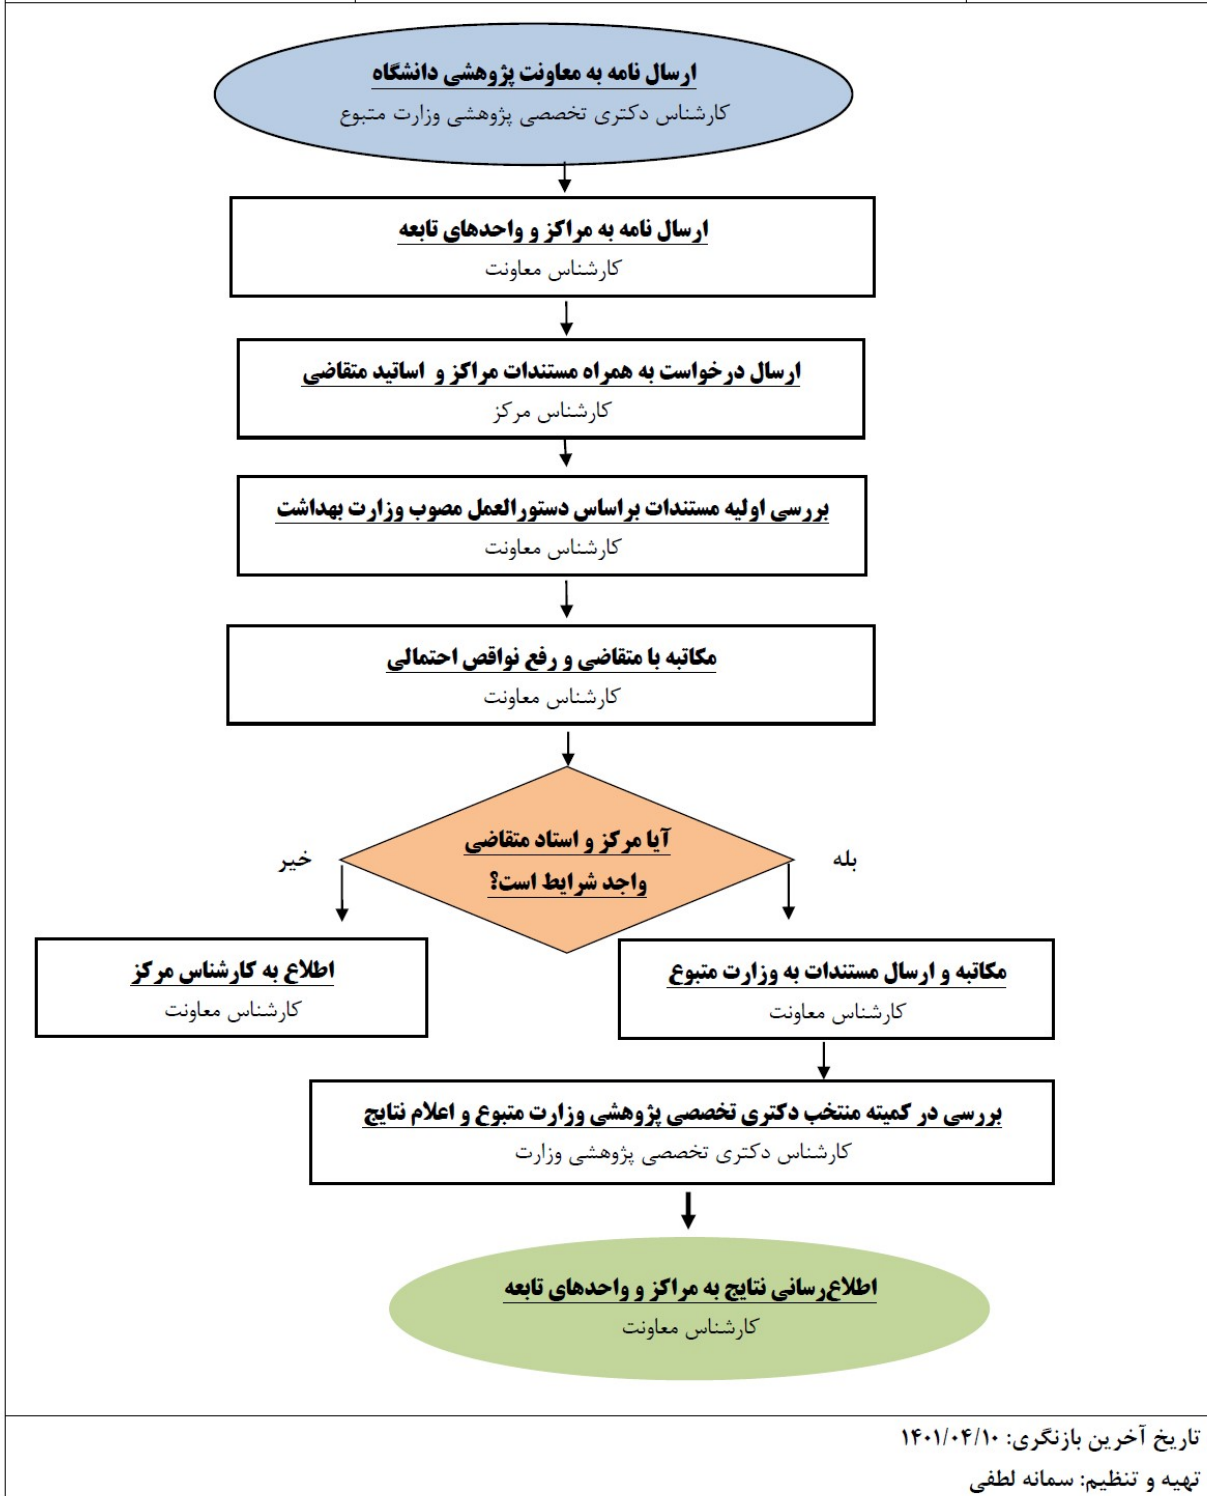 ارسال نامه به معاونت پژوهشی دانشگاه
کارشناس دکتری تخصصی پژوهشی وزارت متبوع
ارسال نامه به مراکز و واحدهای تابعه
کارشناس معاونت
ارسال درخواست به همراه مستندات مراکز و اساتید متقاضی
کارشناس مرکز
بررسی اولیه مستندات براساس دستورالعمل مصوب وزارت بهداشت
کارشناس معاونت
مکاتبه با متقاضی و رفع نواقص احتمالی
کارشناس معاونت
آیا مرکز و استاد متقاضی
واجد شرایط است؟
بله
خیر
مکاتبه و ارسال مستندات به وزارت متبوع
کارشناس معاونت
اطلاع به کارشناس مرکز
کارشناس معاونت
بررسی در کمیته منتخب دکتری تخصصی پژوهشی وزارت متبوع و اعلام نتایج
کارشناس دکتری تخصصی پژوهشی وزارت
اطلاع‌رسانی نتایج به مراکز و واحدهای تابعه
کارشناس معاونت
تاریخ آخرین بازنگری: ۱۴۰۱/۰۴/۱۰
تهیه و تنظیم: سمانه لطفی